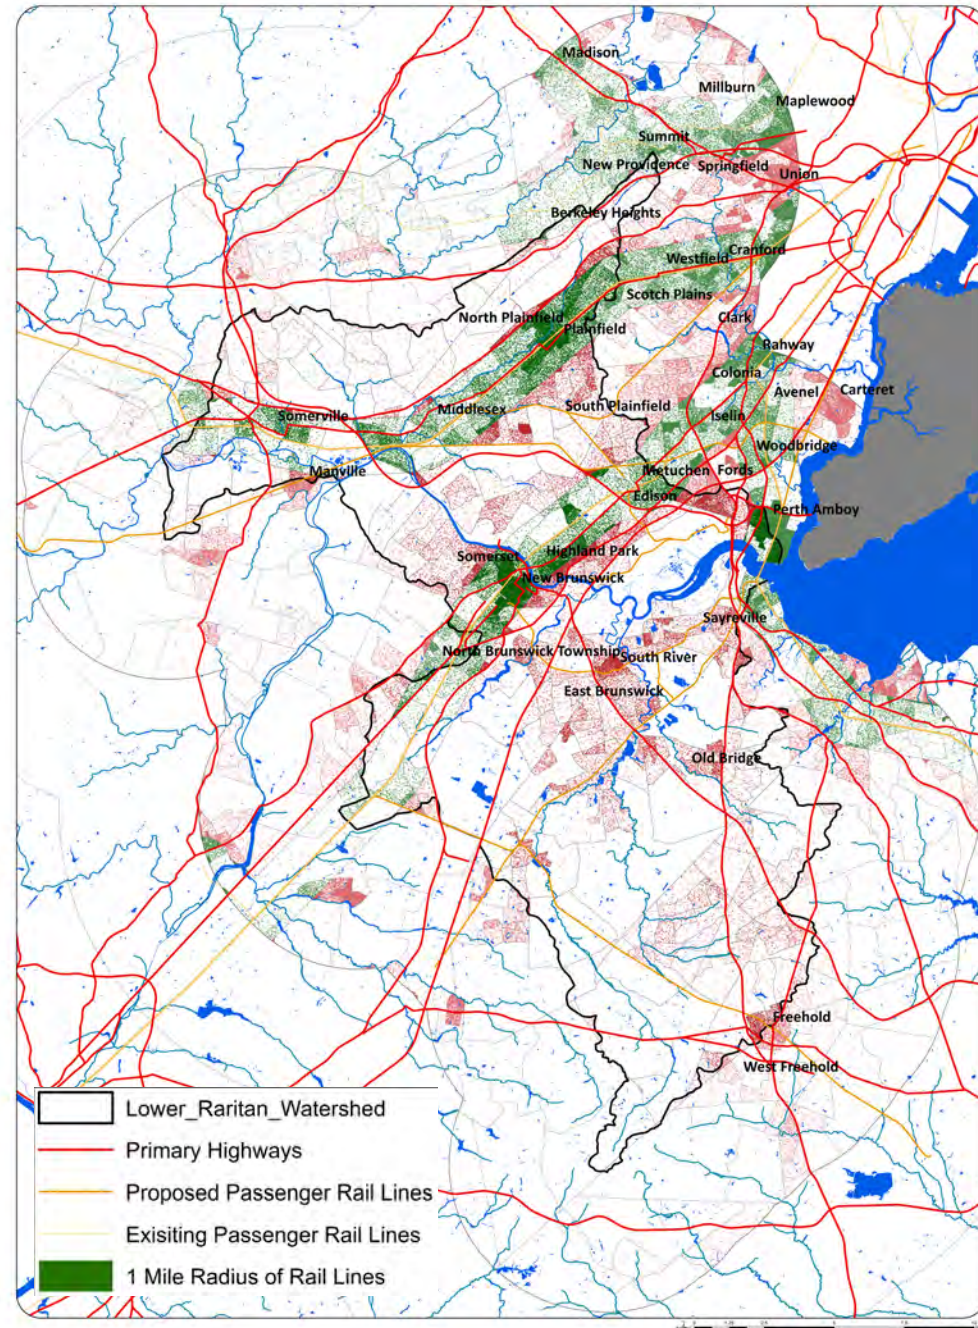 Madison
Millburn
Maplewood
Summit
New Providence
Springfield
Union
Berkeley Heights
Cranford
Westfield
Scotch Plains
North Plainfield
Clark
Plainfield
Rahway
Colonia
Avenel
Carteret
Middlesex
South Plainfield
Iselin
Somerville
Woodbridge
Manville
Metuchen
Fords
Edison
Perth Amboy
Somerset
Highland Park
New Brunswick
Sayreville
North Brunswick Township
South River
East Brunswick
Old Bridge
Freehold
West Freehold
Lower_Raritan_Watershed
Primary Highways
Proposed Passenger Rail Lines
Exisiting Passenger Rail Lines
1 Mile Radius of Rail Lines